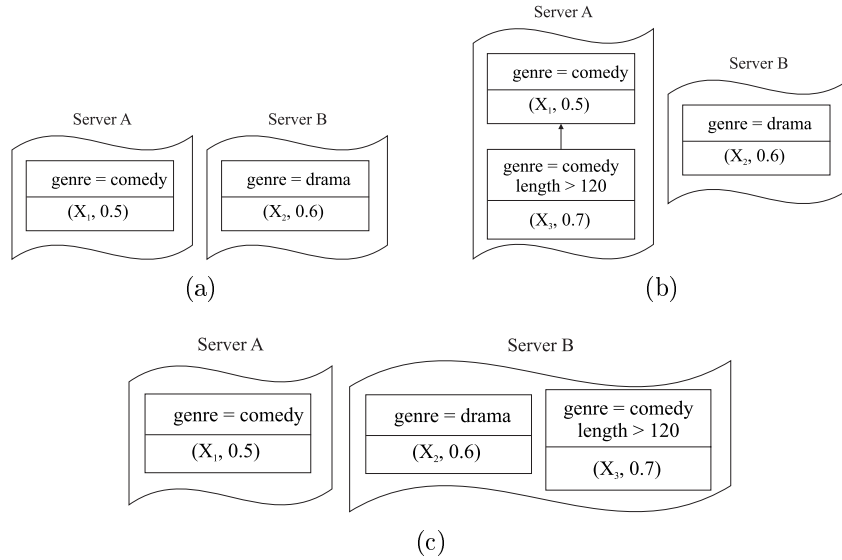 Server A
Server B
genre = comedy
(X₁, 0.5)
genre = drama
(X₂, 0.6)
(a)
Server A
genre = comedy
(X₁, 0.5)
genre = comedy
length > 120
(X₃, 0.7)
Server B
genre = drama
(X₂, 0.6)
(b)
Server A
genre = comedy
(X₁, 0.5)
Server B
genre = drama
(X₂, 0.6)
genre = comedy
length > 120
(X₃, 0.7)
(c)